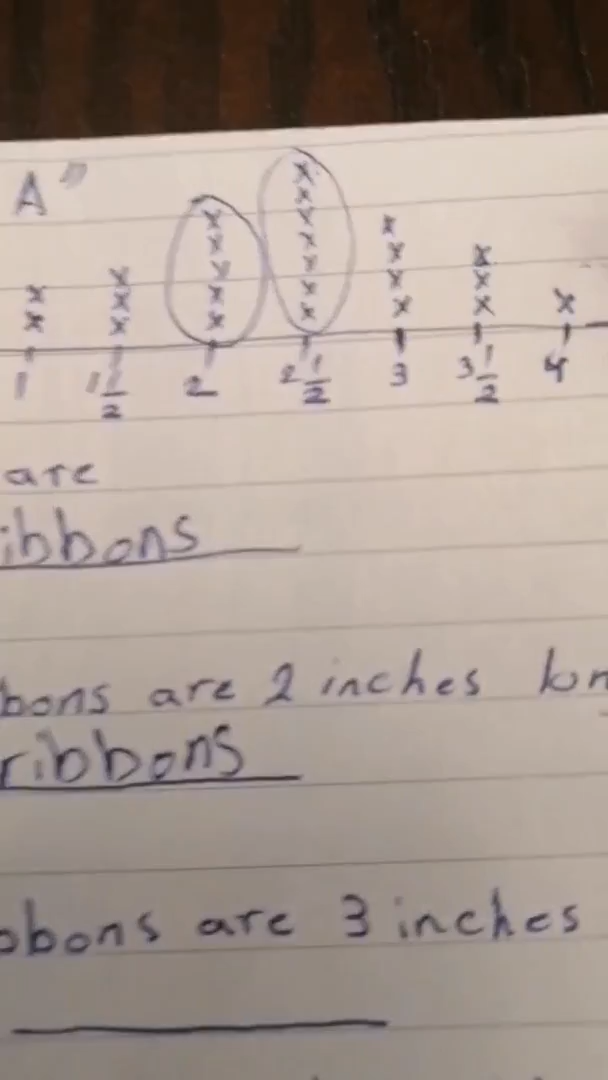 A"
x
x x
x x x x
x x x x x
x x x x x x
x x x x x x
x x x x x x x
1 1 1/2 2 2 1/2 3 3 1/2 4
are
ibbons
bons are 2 inches lon
ribbons
bbons are 3 inches